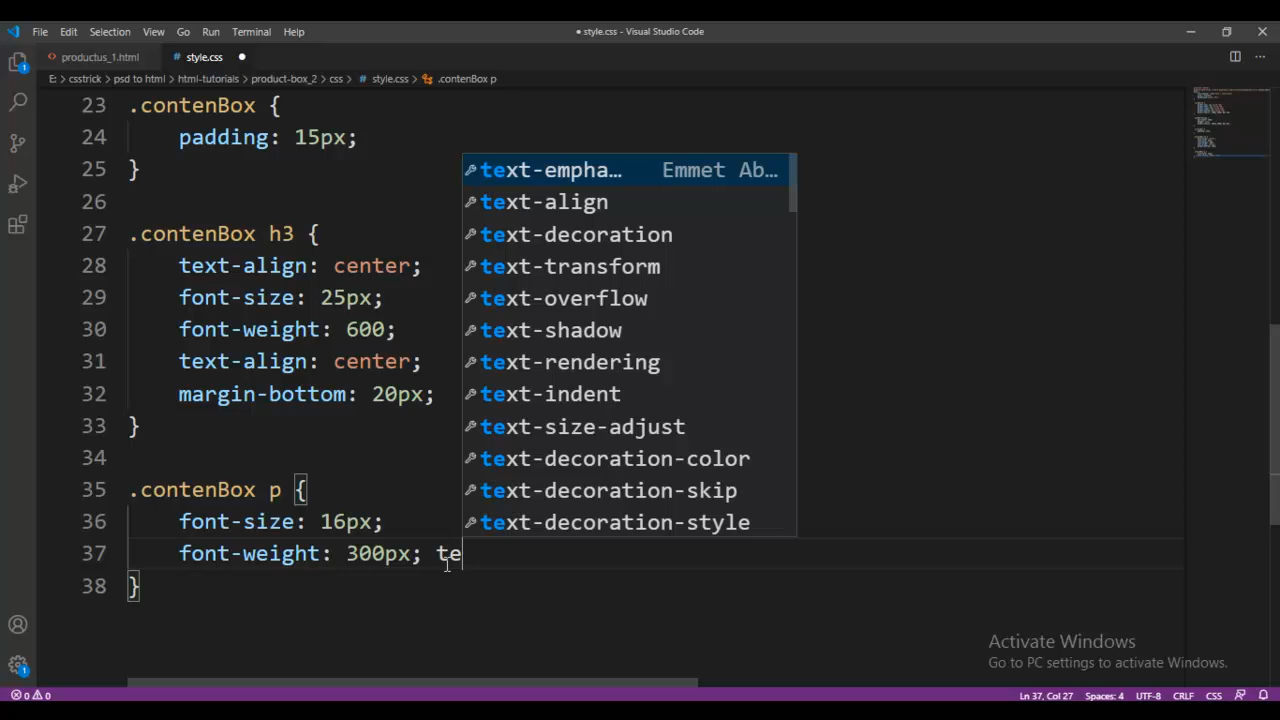 File Edit Selection View Go Run Terminal Help
● style.css - Visual Studio Code
<> productus_1.html
# style.css ●
E: > csstrick > psd to html > html-tutorials > product-box_2 > css > # style.css > .contenBox p
23 .contenBox {
24 padding: 15px;
25 }
26
27 .contenBox h3 {
28 text-align: center;
29 font-size: 25px;
30 font-weight: 600;
31 text-align: center;
32 margin-bottom: 20px;
33 }
34
35 .contenBox p {
36 font-size: 16px;
37 font-weight: 300px; te
38 }
text-empha… Emmet Ab…
text-align
text-decoration
text-transform
text-overflow
text-shadow
text-rendering
text-indent
text-size-adjust
text-decoration-color
text-decoration-skip
text-decoration-style
1
1
Activate Windows
Go to PC settings to activate Windows.
0 0
Ln 37, Col 27 Spaces: 4 UTF-8 CRLF CSS